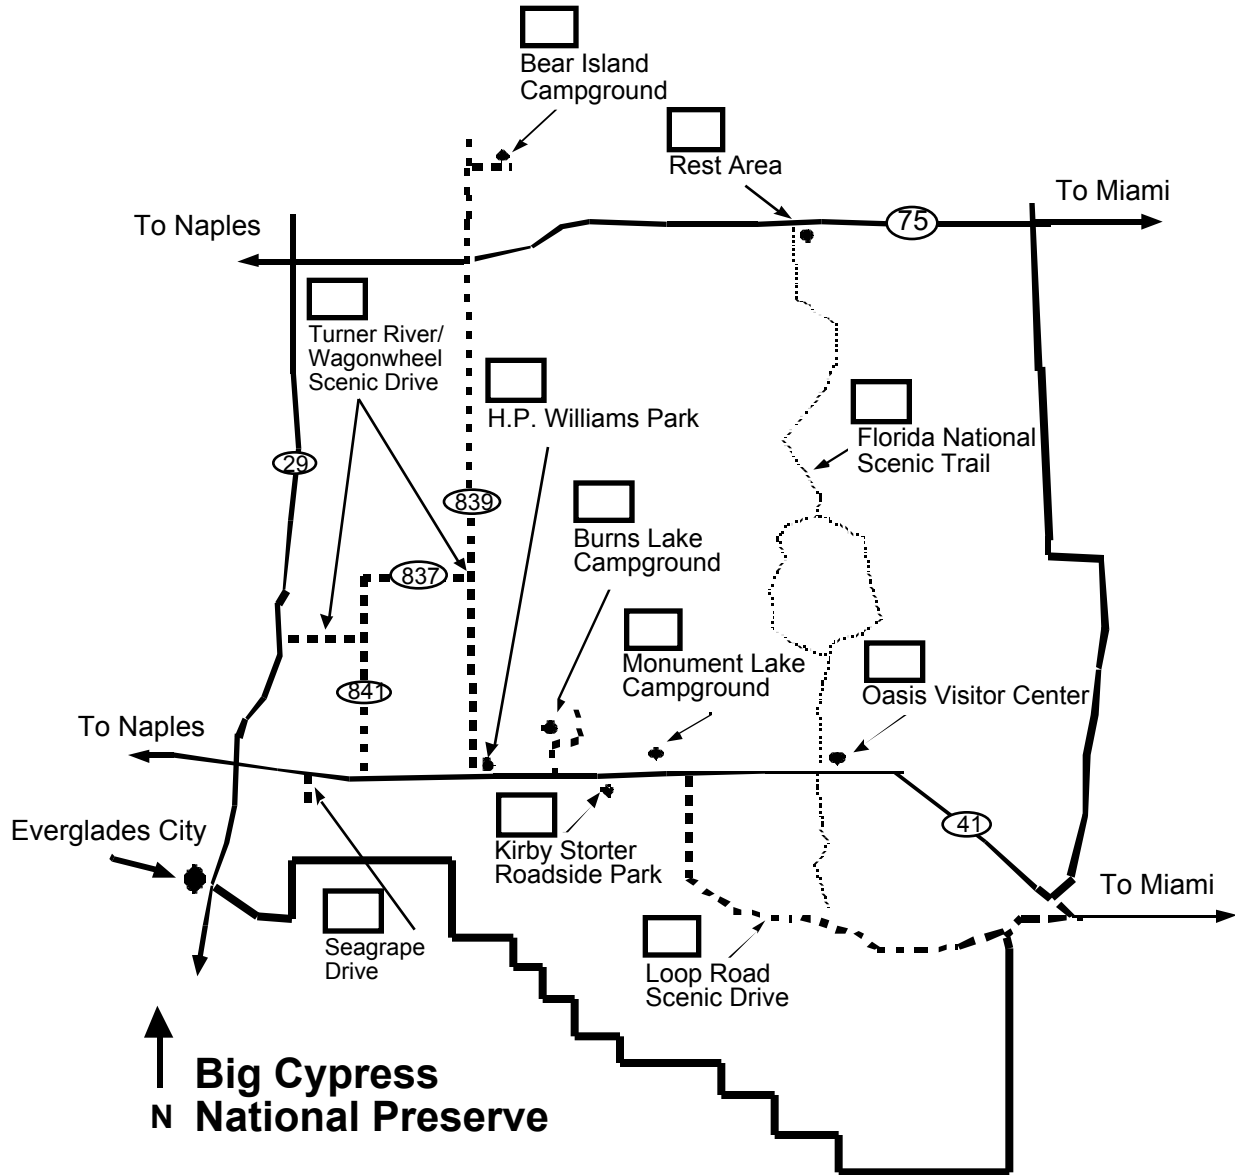 Bear Island
Campground
Rest Area
To Miami
To Naples
75
Turner River/
Wagonwheel
Scenic Drive
H.P. Williams Park
Florida National
Scenic Trail
29
839
Burns Lake
Campground
837
Monument Lake
Campground
841
Oasis Visitor Center
To Naples
Everglades City
Kirby Storter
Roadside Park
41
To Miami
Seagrape
Drive
Loop Road
Scenic Drive
Big Cypress
N National Preserve